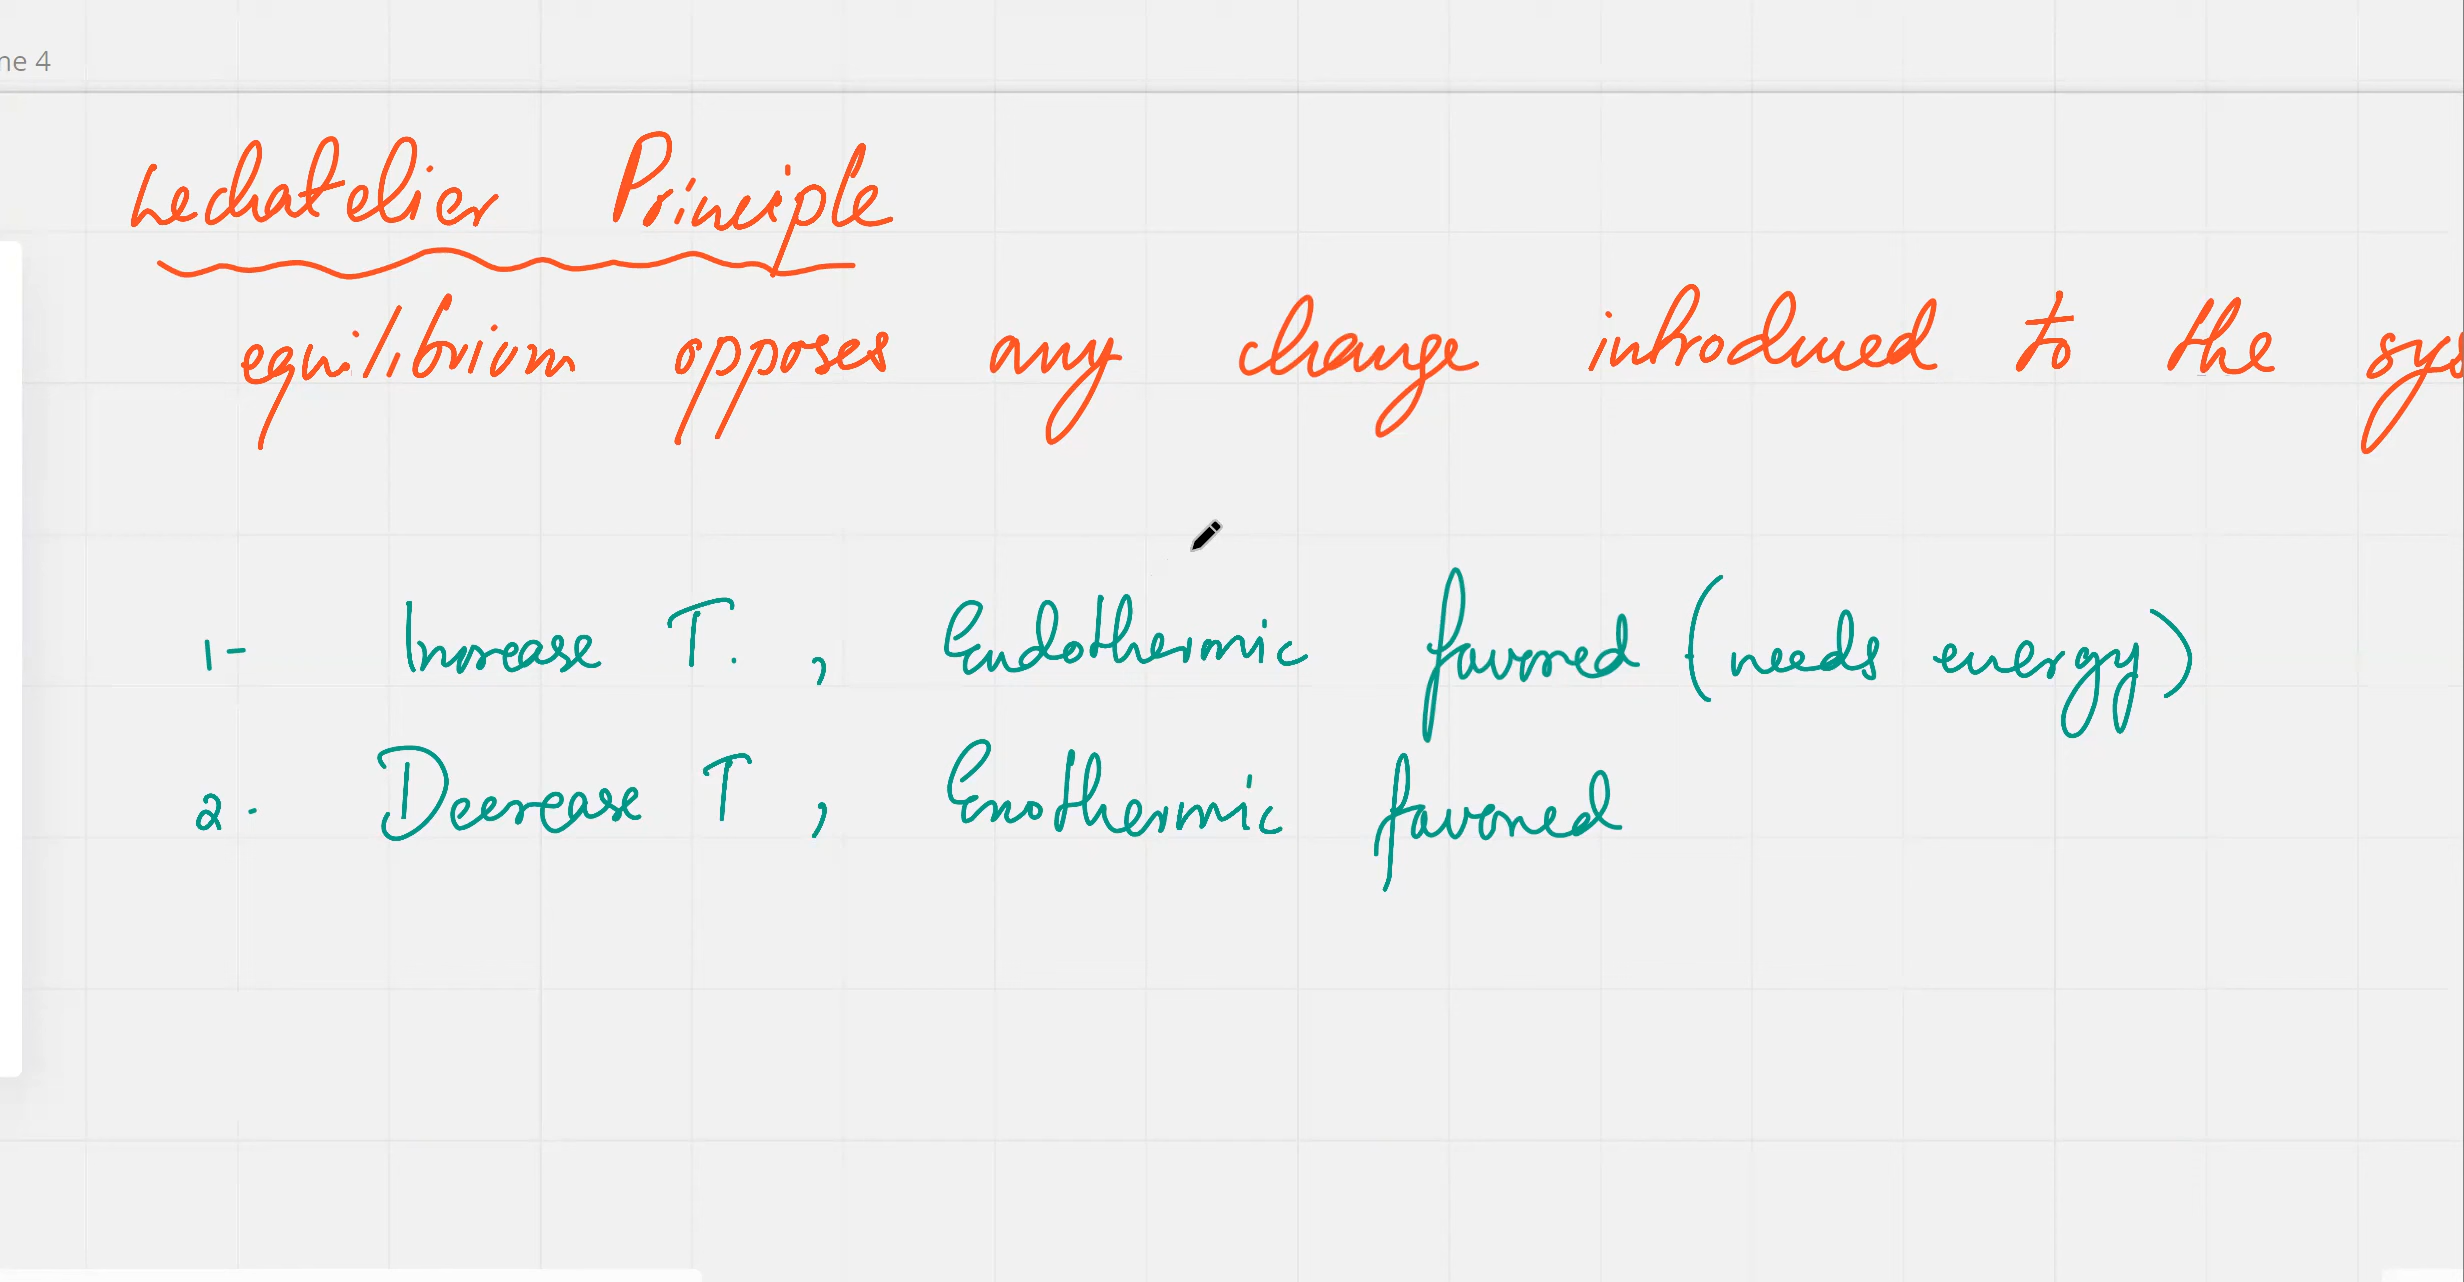 ne 4
Lechatelier Principle
equilibrium opposes any change introduced to the sys
1- Increase T. , Endothermic favored (needs energy)
2- Decrease T , Exothermic favored